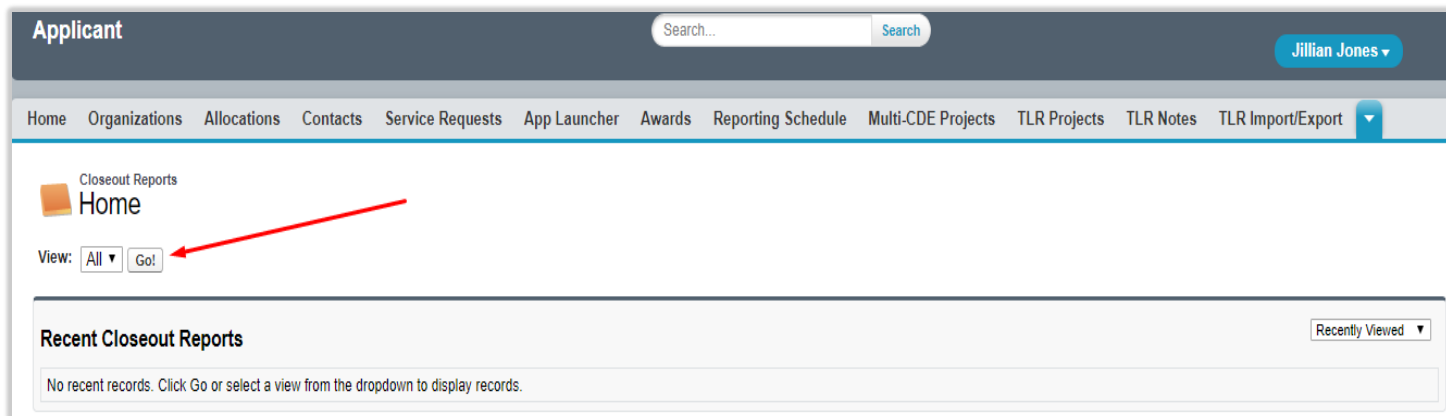 Applicant
Search...
Search
Jillian Jones
Home Organizations Allocations Contacts Service Requests App Launcher Awards Reporting Schedule Multi-CDE Projects TLR Projects TLR Notes TLR Import/Export
Closeout Reports
Home
View: All Go!
Recent Closeout Reports
Recently Viewed
No recent records. Click Go or select a view from the dropdown to display records.